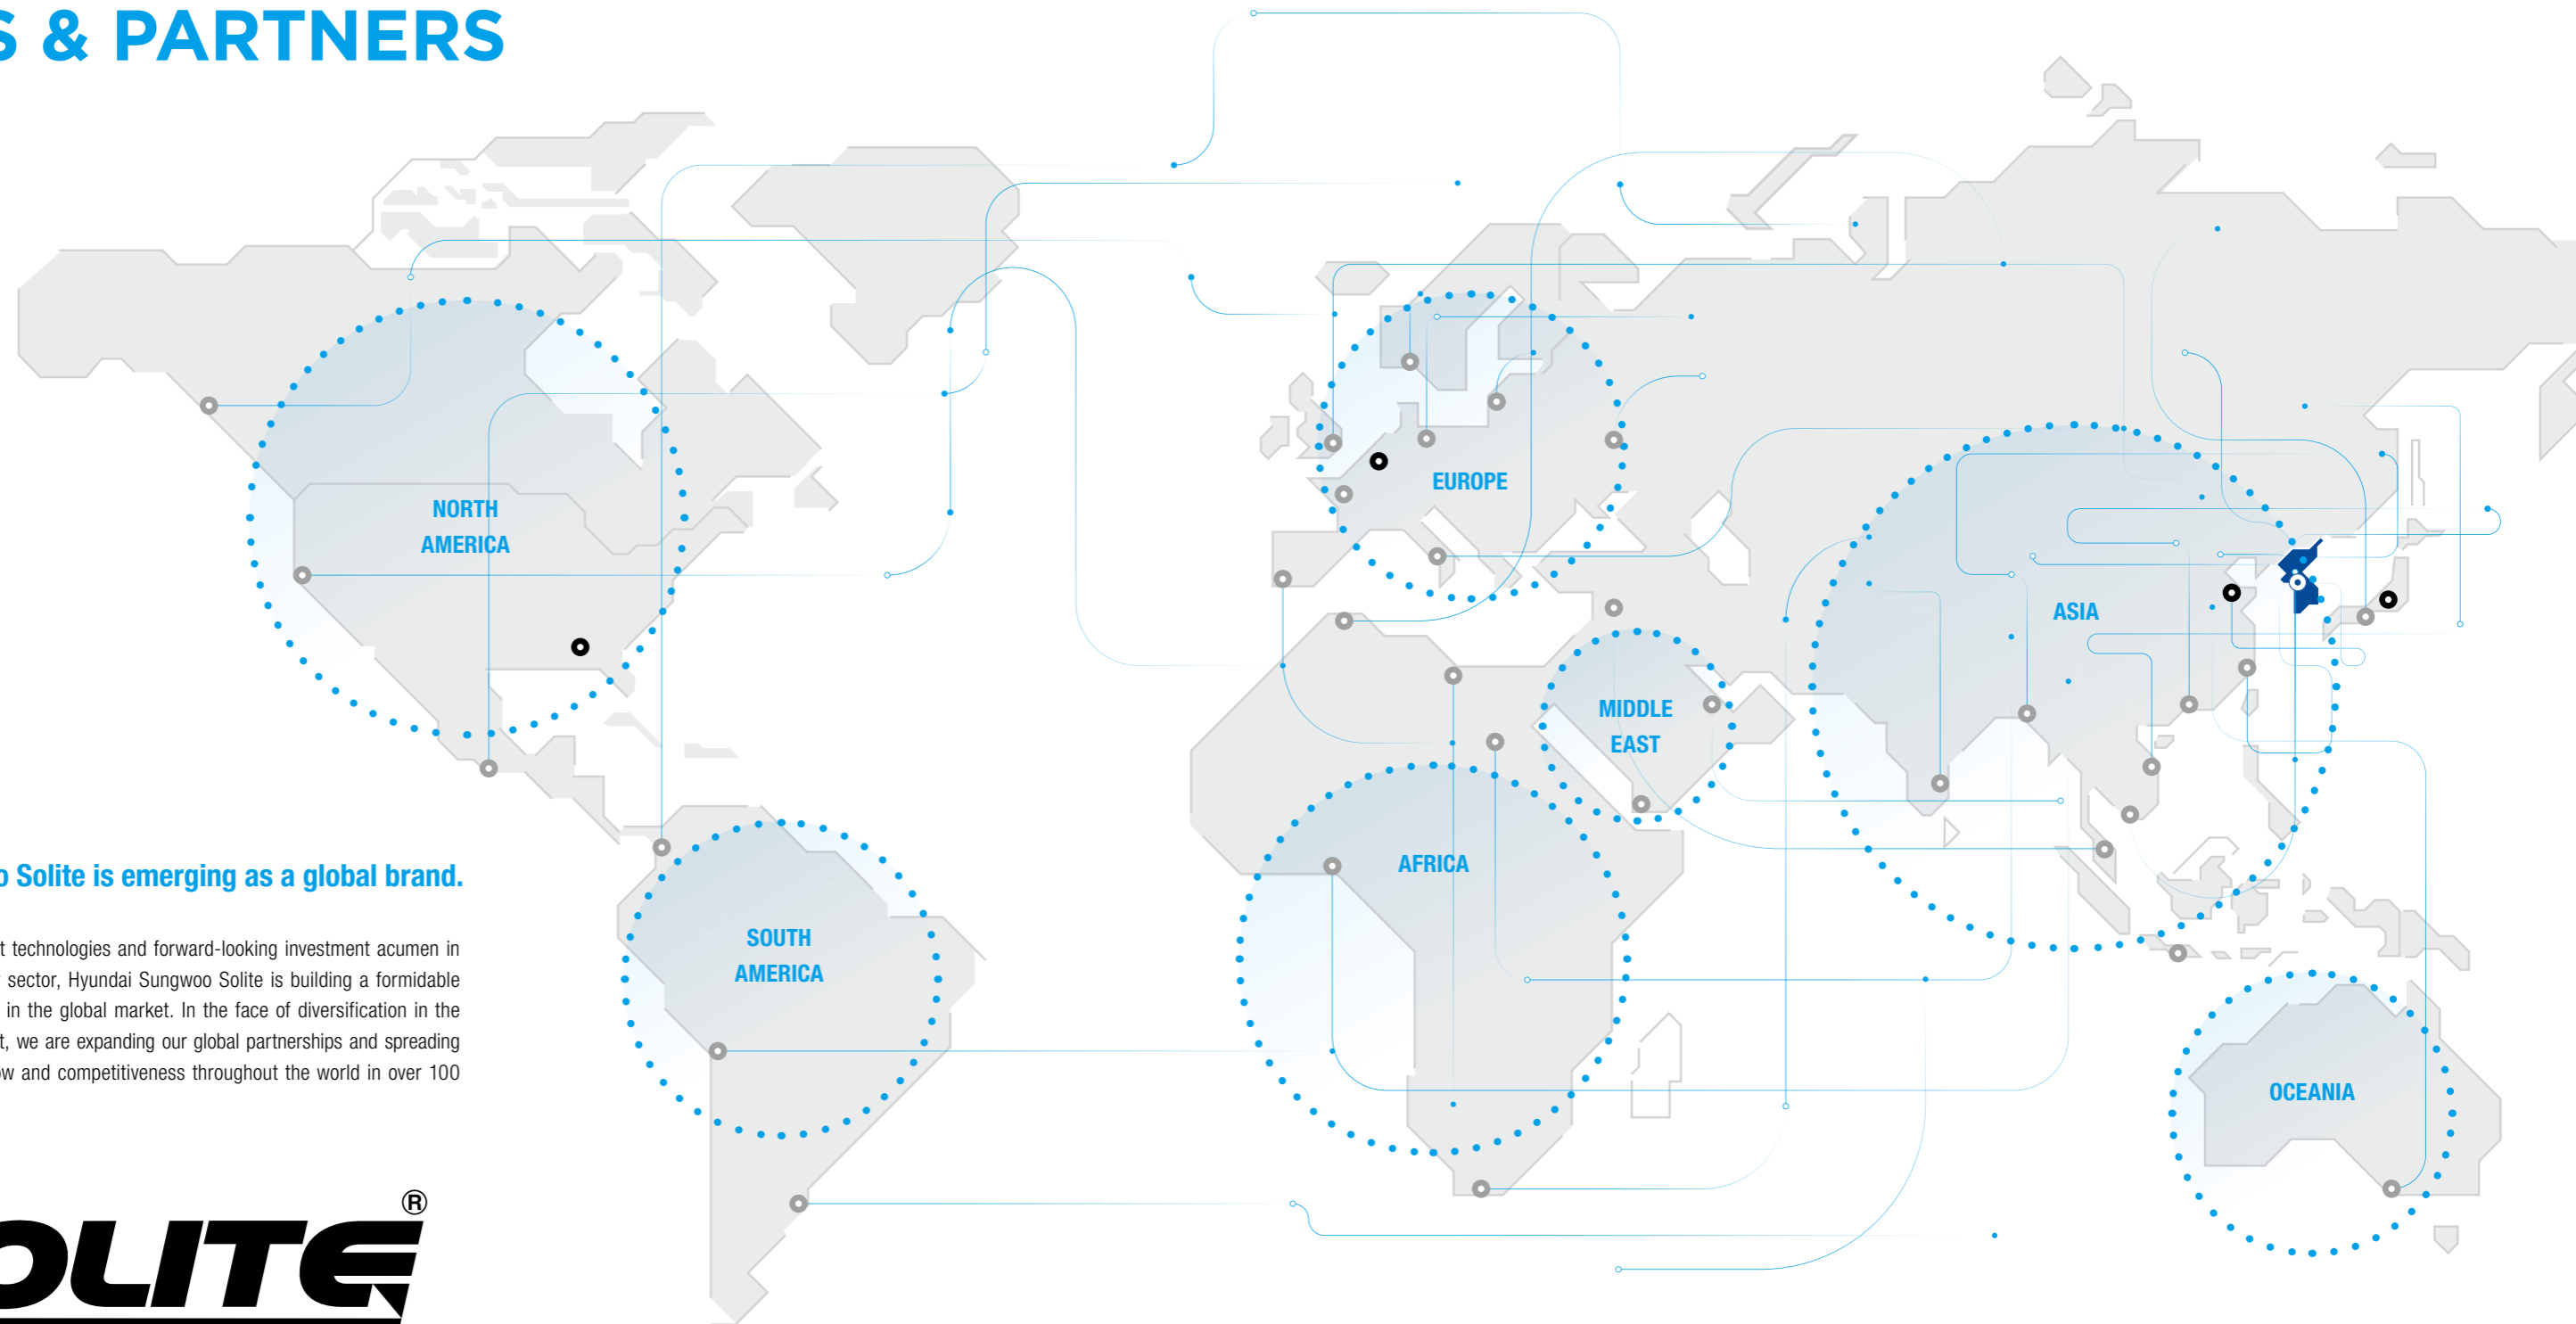 S & PARTNERS
NORTH
AMERICA
EUROPE
ASIA
MIDDLE
EAST
AFRICA
SOUTH
AMERICA
OCEANIA
o Solite is emerging as a global brand.
t technologies and forward-looking investment acumen in
sector, Hyundai Sungwoo Solite is building a formidable
in the global market. In the face of diversification in the
t, we are expanding our global partnerships and spreading
ow and competitiveness throughout the world in over 100
OLITE®